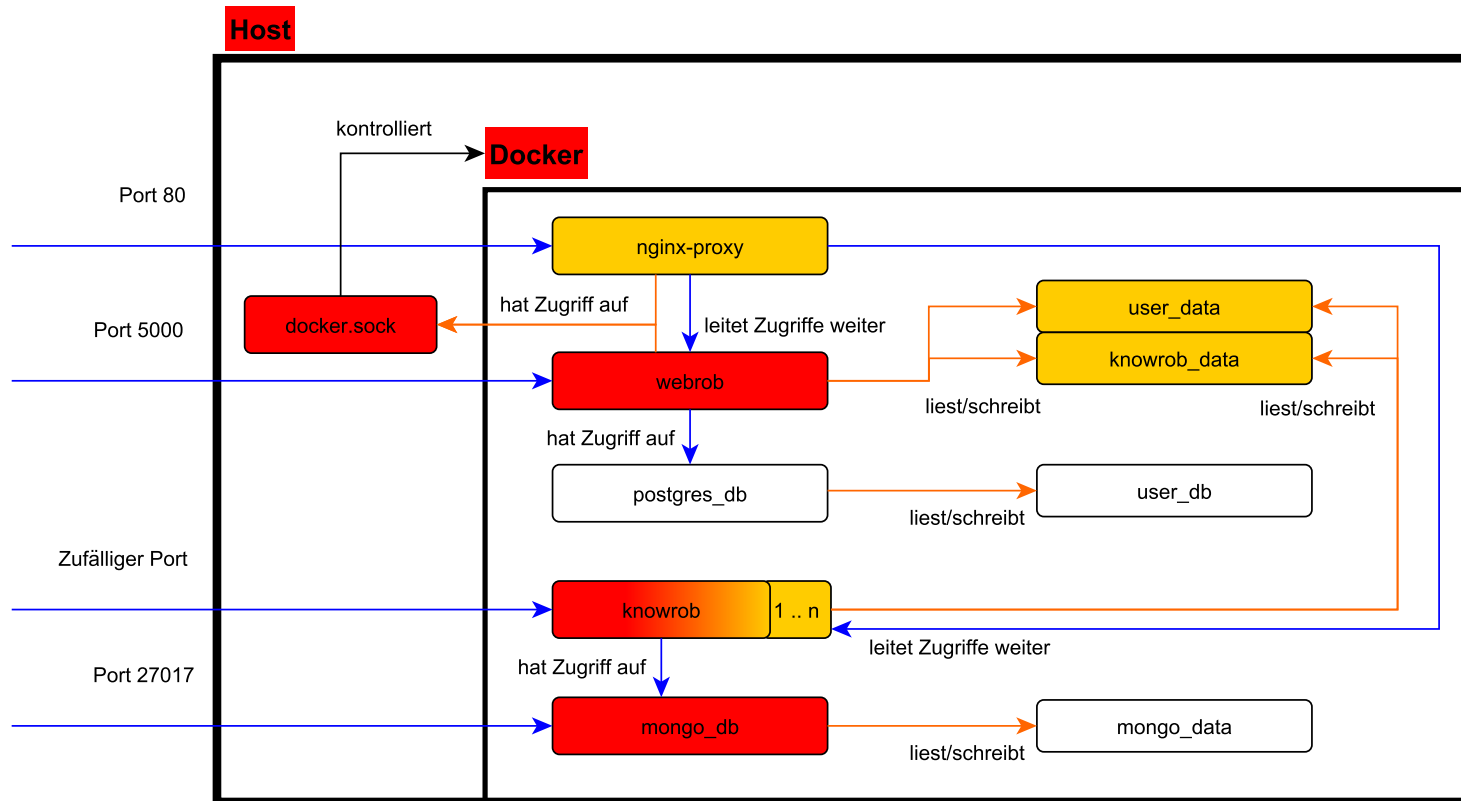 Host
kontrolliert
Docker
Port 80
nginx-proxy
hat Zugriff auf
docker.sock
Port 5000
leitet Zugriffe weiter
user_data
knowrob_data
webrob
liest/schreibt
liest/schreibt
hat Zugriff auf
postgres_db
user_db
liest/schreibt
Zufälliger Port
knowrob
1 .. n
leitet Zugriffe weiter
hat Zugriff auf
Port 27017
mongo_db
mongo_data
liest/schreibt